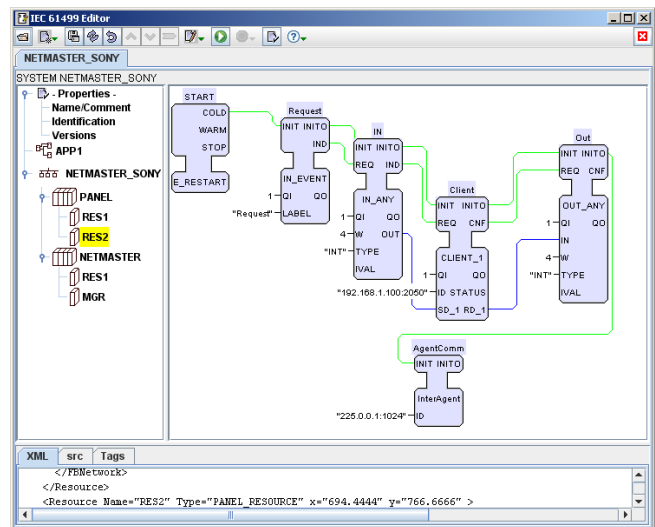 IEC 61499 Editor
NETMASTER_SONY
SYSTEM NETMASTER_SONY
- Properties -
Name/Comment
Identification
Versions
APP1
NETMASTER_SONY
PANEL
RES1
RES2
NETMASTER
RES1
MGR
START
COLD
WARM
STOP
E_RESTART
Request
INIT INITO
IND
IN_EVENT
1 QI QO
"Request" LABEL
IN
INIT INITO
REQ IND
IN_ANY
1 QI QO
4 W OUT
"INT" TYPE
IVAL
Client
INIT INITO
REQ CNF
CLIENT_1
1 QI QO
"192.168.1.100:2050" ID STATUS
SD_1 RD_1
Out
INIT INITO
REQ CNF
OUT_ANY
1 QI QO
IN
4 W
"INT" TYPE
IVAL
AgentComm
INIT INITO
InterAgent
"225.0.0.1:1024" ID
XML src Tags
</FBNetwork>
</Resource>
<Resource Name="RES2" Type="PANEL_RESOURCE" x="694.4444" y="766.6666" >